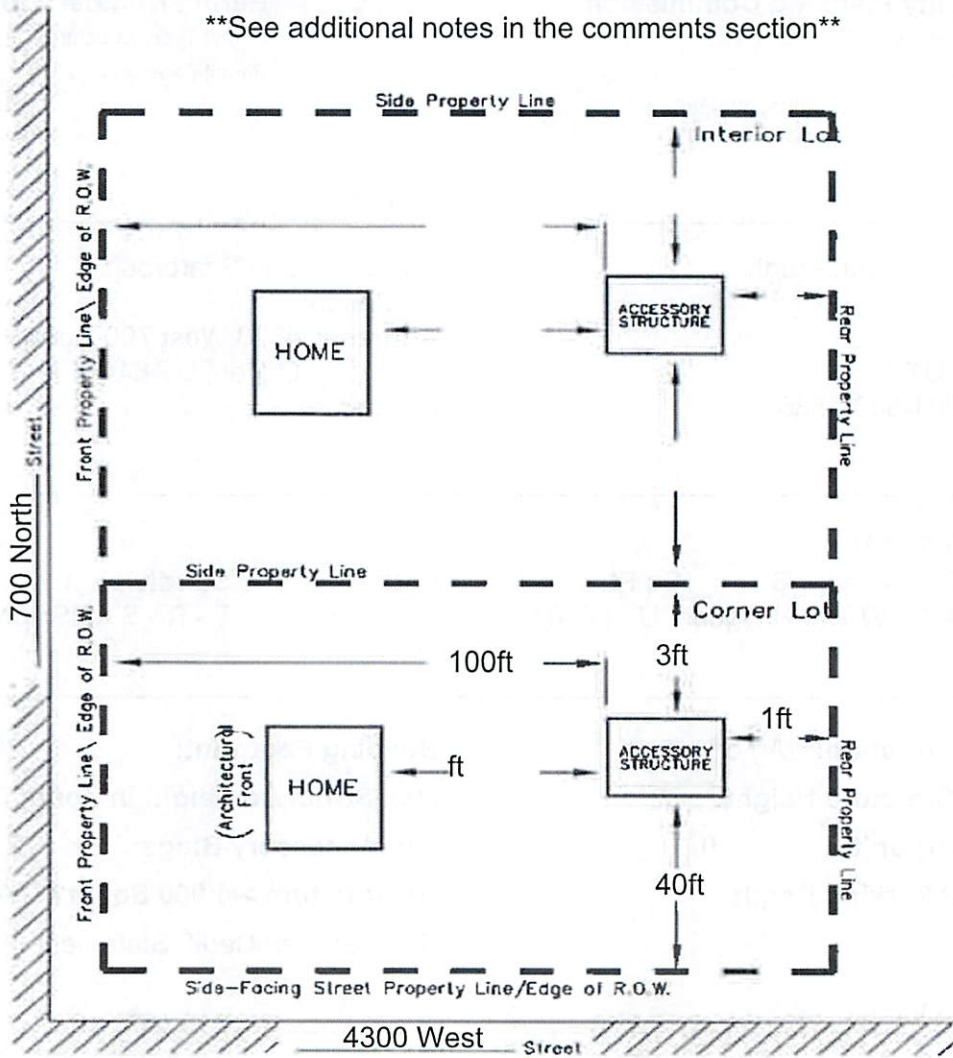 **See additional notes in the comments section**
Side Property Line
Interior Lot
Front Property Line\ Edge of R.O.W.
HOME
ACCESSORY
STRUCTURE
Rear Property Line
700 North Street
Side Property Line
Corner Lot
100ft
3ft
1ft
Front Property Line\ Edge of R.O.W.
(Architectural
Front)
HOME
ft
ACCESSORY
STRUCTURE
Rear Property Line
40ft
Side-Facing Street Property Line/Edge of R.O.W.
4300 West Street